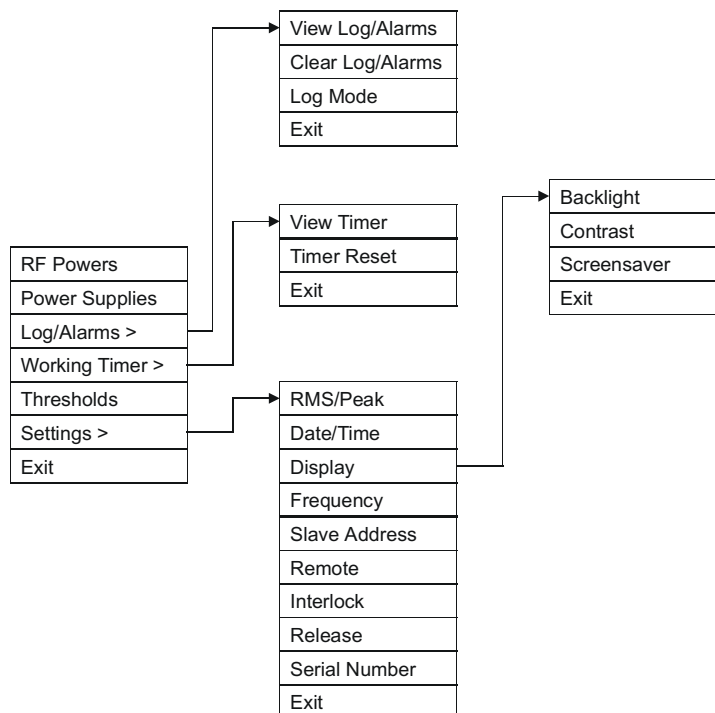 View Log/Alarms
Clear Log/Alarms
Log Mode
Exit
View Timer
Timer Reset
Exit
Backlight
Contrast
Screensaver
Exit
RF Powers
Power Supplies
Log/Alarms >
Working Timer >
Thresholds
Settings >
Exit
RMS/Peak
Date/Time
Display
Frequency
Slave Address
Remote
Interlock
Release
Serial Number
Exit